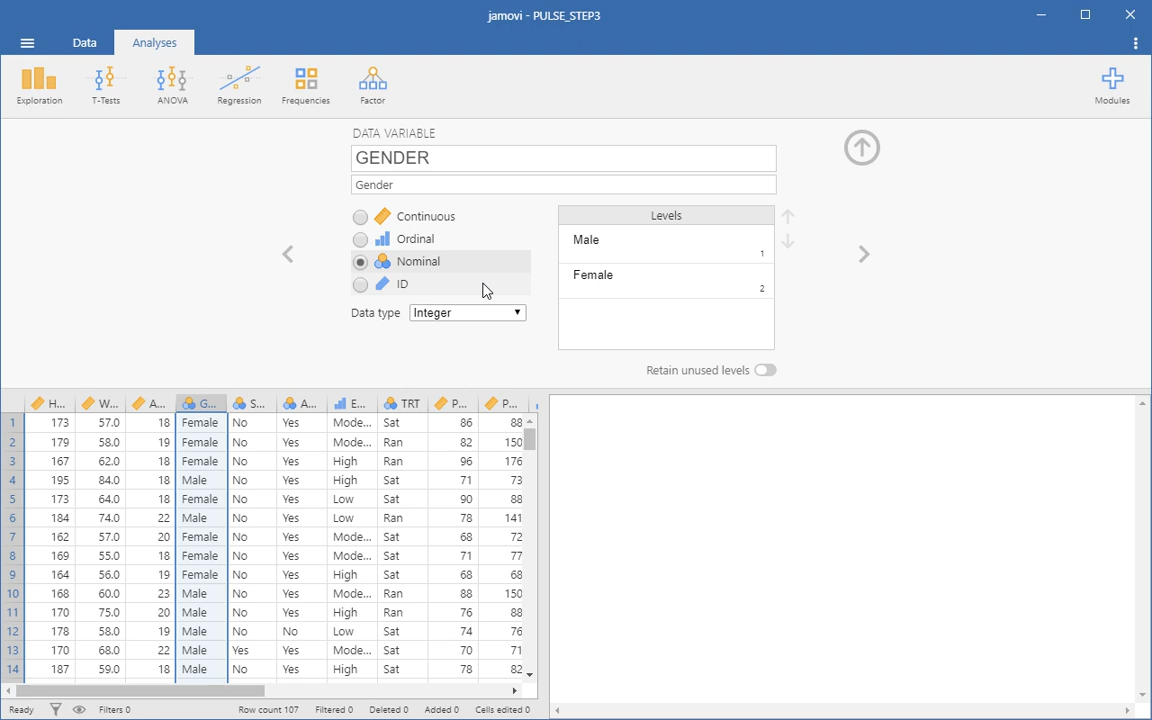 jamovi - PULSE_STEP3
Data Analyses
Exploration T-Tests ANOVA Regression Frequencies Factor Modules
DATA VARIABLE
GENDER
Gender
Continuous
Ordinal
Nominal
ID
Data type Integer
Levels
Male
1
Female
2
Retain unused levels
H... W... A... G... S... A... E... TRT P... P...
1 173 57.0 18 Female No Yes Mode... Sat 86 88
2 179 58.0 19 Female No Yes Mode... Ran 82 150
3 167 62.0 18 Female No Yes High Ran 96 176
4 195 84.0 18 Male No Yes High Sat 71 73
5 173 64.0 18 Female No Yes Low Sat 90 88
6 184 74.0 22 Male No Yes Low Ran 78 141
7 162 57.0 20 Female No Yes Mode... Sat 68 72
8 169 55.0 18 Female No Yes Mode... Sat 71 77
9 164 56.0 19 Female No Yes High Sat 68 68
10 168 60.0 23 Male No Yes Mode... Ran 88 150
11 170 75.0 20 Male No Yes High Ran 76 88
12 178 58.0 19 Male No No Low Sat 74 76
13 170 68.0 22 Male Yes Yes Mode... Sat 70 71
14 187 59.0 18 Male No Yes High Sat 78 82
Ready Filters 0 Row count 107 Filtered 0 Deleted 0 Added 0 Cells edited 0